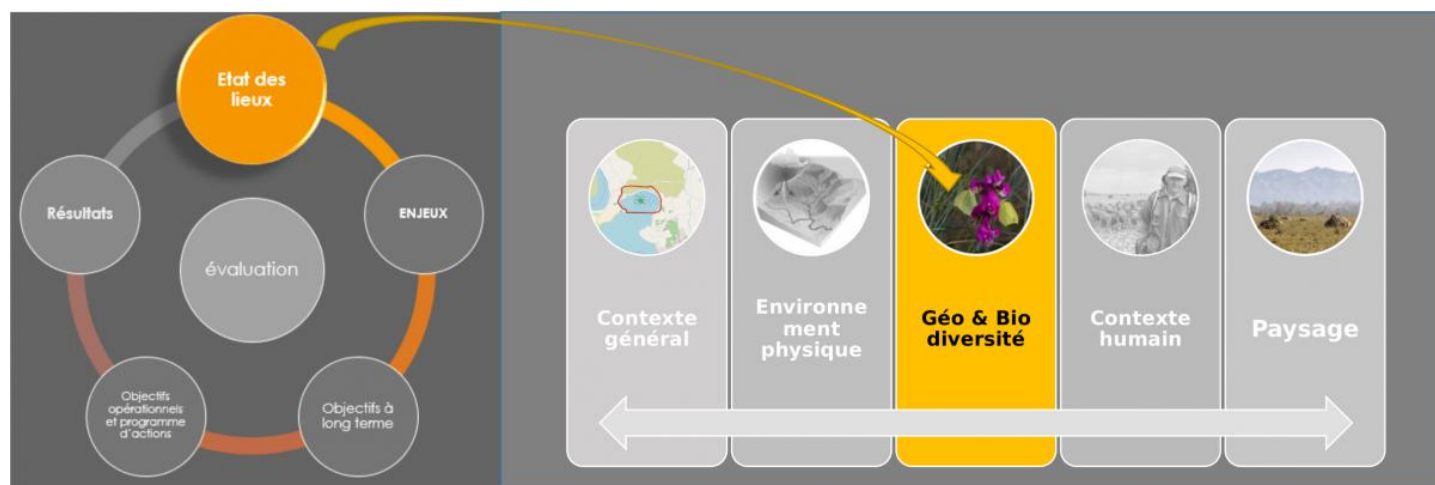 Etat des
lieux
Résultats
ENJEUX
évaluation
Objectifs
opérationnels
et programme
d'actions
Objectifs à
long terme
Contexte
général
Environne
ment
physique
Géo & Bio
diversité
Contexte
humain
Paysage